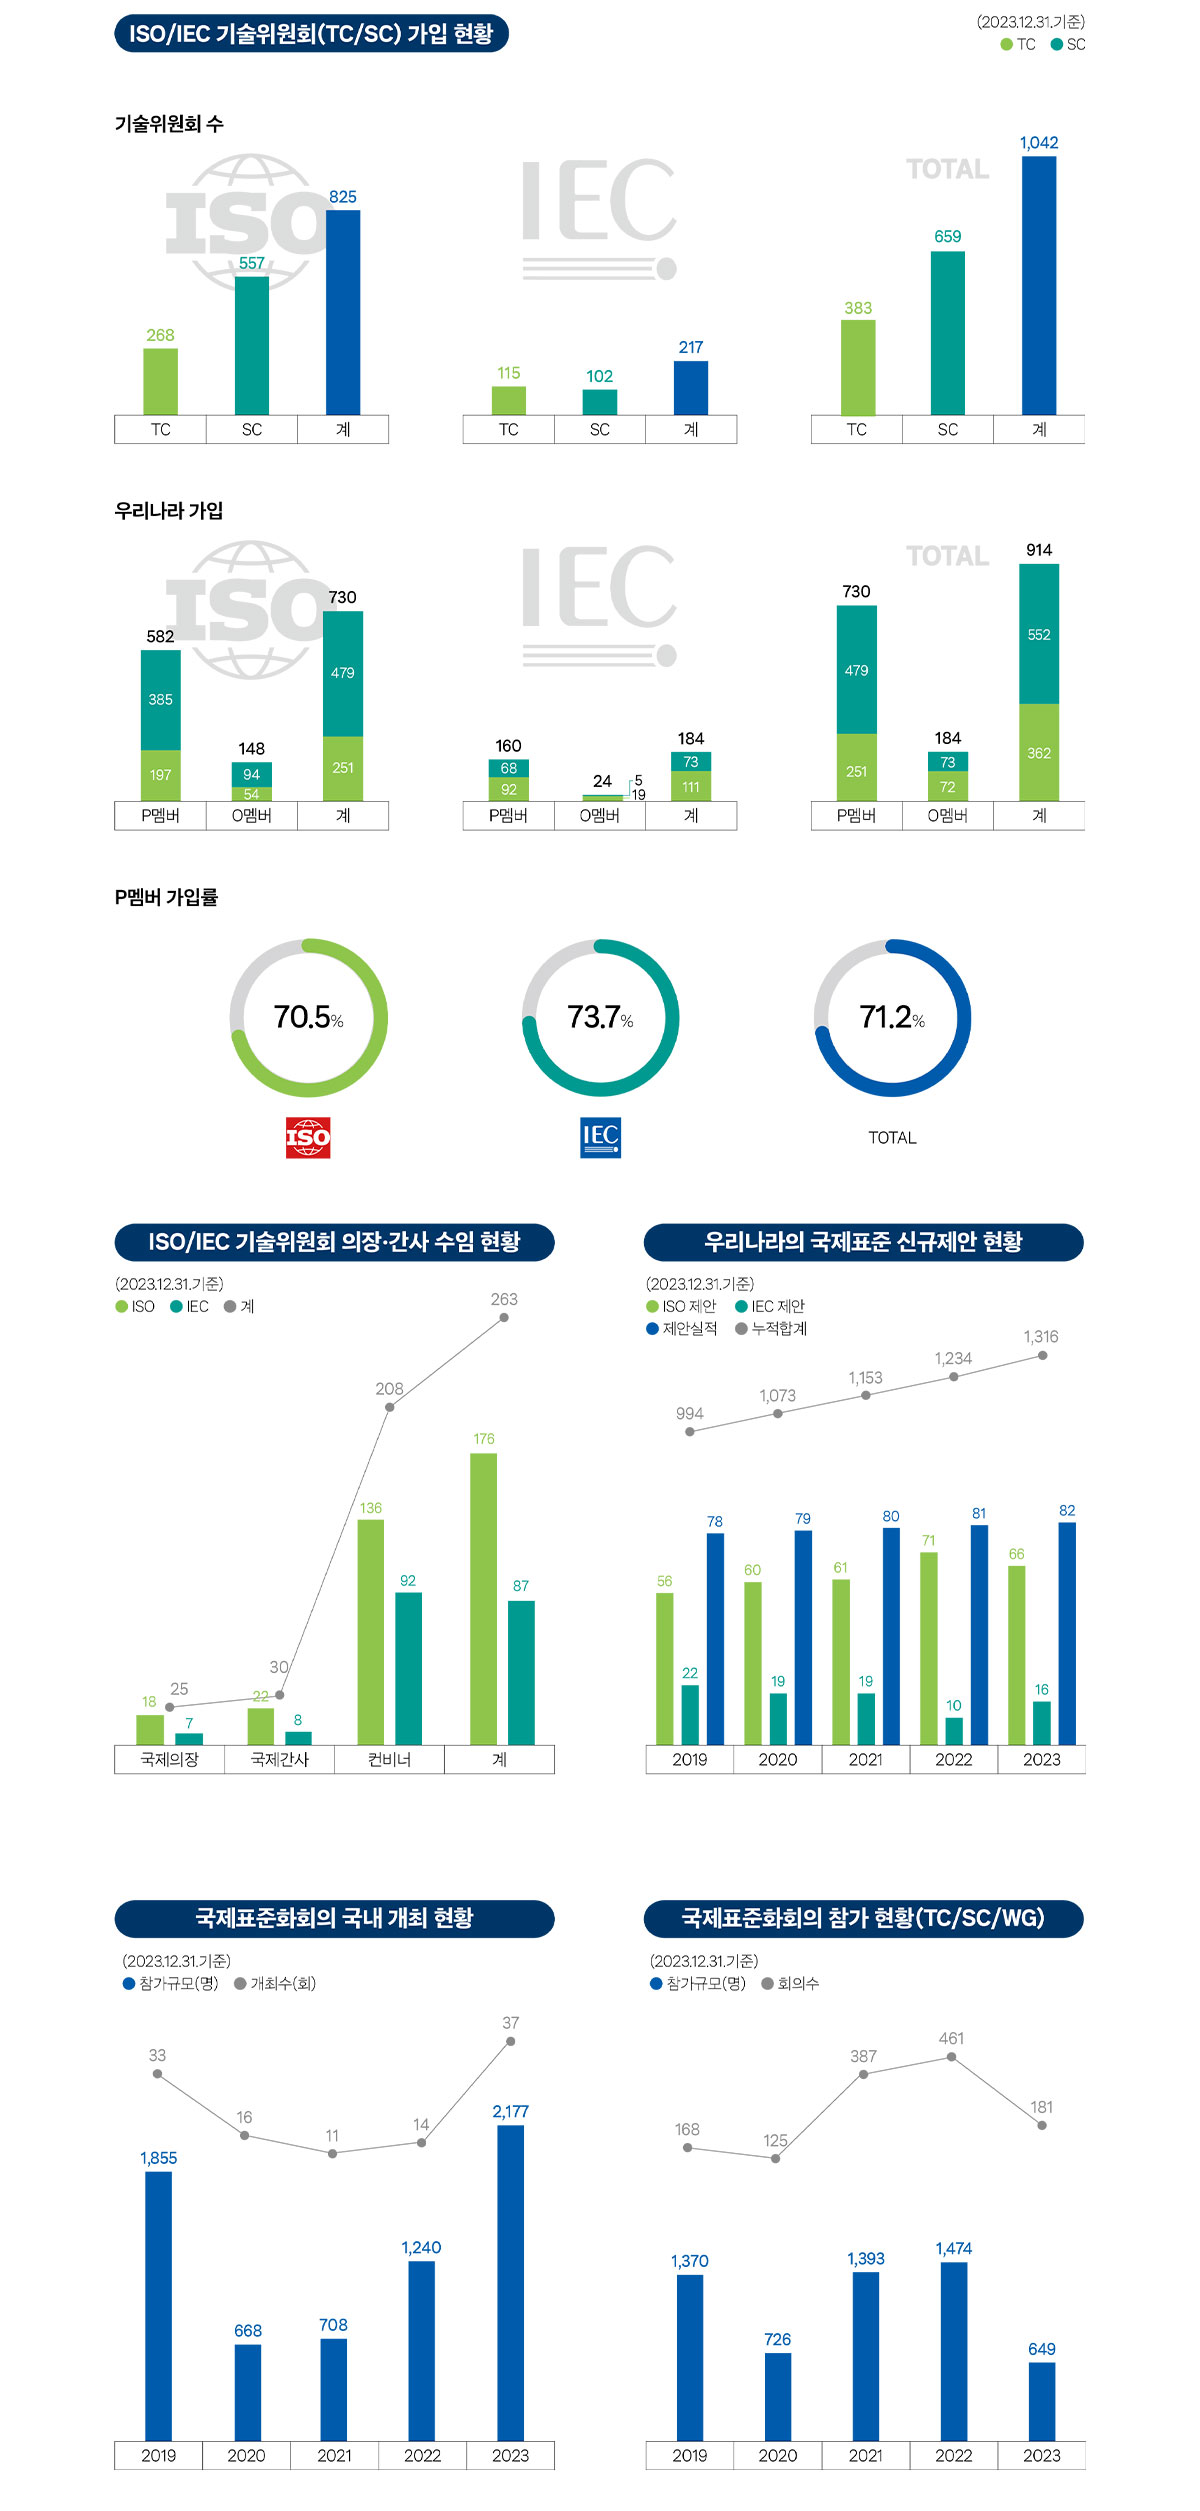 ISO/IEC 기술위원회(TC/SC) 가입 현황
(2023.12.31.기준)
TC SC
기술위원회 수
ISO
268 557 825
TC SC 계
IEC
115 102 217
TC SC 계
TOTAL
383 659 1,042
TC SC 계
우리나라 가입
ISO
582 148 730
385 94 479
197 54 251
P멤버 O멤버 계
IEC
160 24 184
68 5 73
92 19 111
P멤버 O멤버 계
TOTAL
730 184 914
479 73 552
251 72 362
P멤버 O멤버 계
P멤버 가입률
70.5% 73.7% 71.2%
ISO IEC TOTAL
ISO/IEC 기술위원회 의장·간사 수임 현황
(2023.12.31.기준)
ISO IEC 계
25 30 208 263
18 22 136 176
7 8 92 87
국제의장 국제간사 컨비너 계
우리나라의 국제표준 신규제안 현황
(2023.12.31.기준)
ISO 제안 IEC 제안
제안실적 누적합계
994 1,073 1,153 1,234 1,316
56 22 78
60 19 79
61 19 80
71 10 81
66 16 82
2019 2020 2021 2022 2023
국제표준화회의 국내 개최 현황
(2023.12.31.기준)
참가규모(명) 개최수(회)
33 16 11 14 37
1,855 668 708 1,240 2,177
2019 2020 2021 2022 2023
국제표준화회의 참가 현황(TC/SC/WG)
(2023.12.31.기준)
참가규모(명) 회의수
168 125 387 461 181
1,370 726 1,393 1,474 649
2019 2020 2021 2022 2023